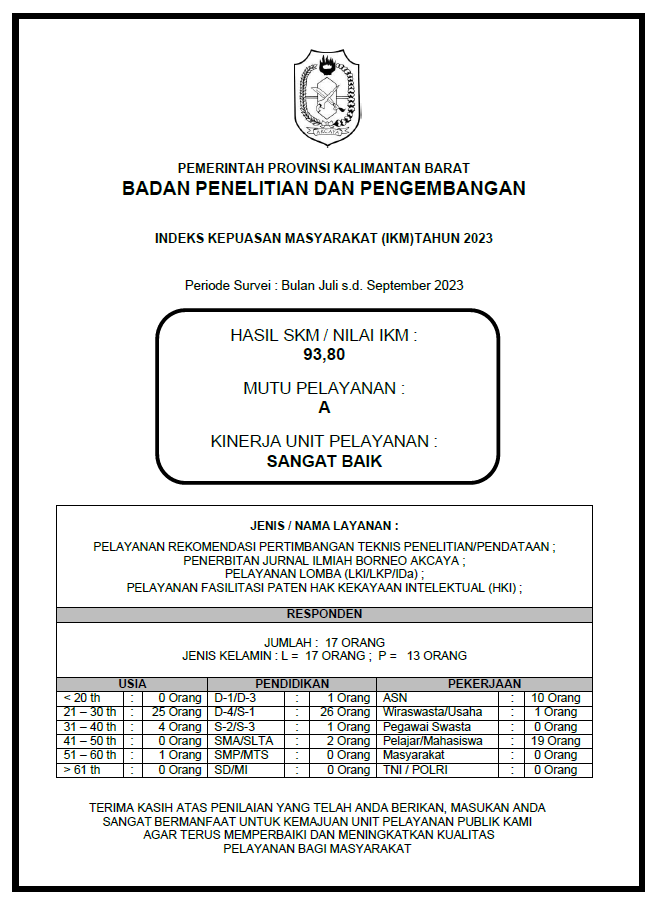 AKCAYA
PEMERINTAH PROVINSI KALIMANTAN BARAT
BADAN PENELITIAN DAN PENGEMBANGAN
INDEKS KEPUASAN MASYARAKAT (IKM)TAHUN 2023
Periode Survei : Bulan Juli s.d. September 2023
HASIL SKM / NILAI IKM :
93,80
MUTU PELAYANAN :
A
KINERJA UNIT PELAYANAN :
SANGAT BAIK
JENIS / NAMA LAYANAN :
PELAYANAN REKOMENDASI PERTIMBANGAN TEKNIS PENELITIAN/PENDATAAN ;
PENERBITAN JURNAL ILMIAH BORNEO AKCAYA ;
PELAYANAN LOMBA (LKI/LKP/IDa) ;
PELAYANAN FASILITASI PATEN HAK KEKAYAAN INTELEKTUAL (HKI) ;
RESPONDEN
JUMLAH : 17 ORANG
JENIS KELAMIN : L = 17 ORANG ; P = 13 ORANG
USIA PENDIDIKAN PEKERJAAN
< 20 th : 0 Orang D-1/D-3 : 1 Orang ASN : 10 Orang
21 – 30 th : 25 Orang D-4/S-1 : 26 Orang Wiraswasta/Usaha : 1 Orang
31 – 40 th : 4 Orang S-2/S-3 : 1 Orang Pegawai Swasta : 0 Orang
41 – 50 th : 0 Orang SMA/SLTA : 2 Orang Pelajar/Mahasiswa : 19 Orang
51 – 60 th : 1 Orang SMP/MTS : 0 Orang Masyarakat : 0 Orang
> 61 th : 0 Orang SD/MI : 0 Orang TNI / POLRI : 0 Orang
TERIMA KASIH ATAS PENILAIAN YANG TELAH ANDA BERIKAN, MASUKAN ANDA
SANGAT BERMANFAAT UNTUK KEMAJUAN UNIT PELAYANAN PUBLIK KAMI
AGAR TERUS MEMPERBAIKI DAN MENINGKATKAN KUALITAS
PELAYANAN BAGI MASYARAKAT